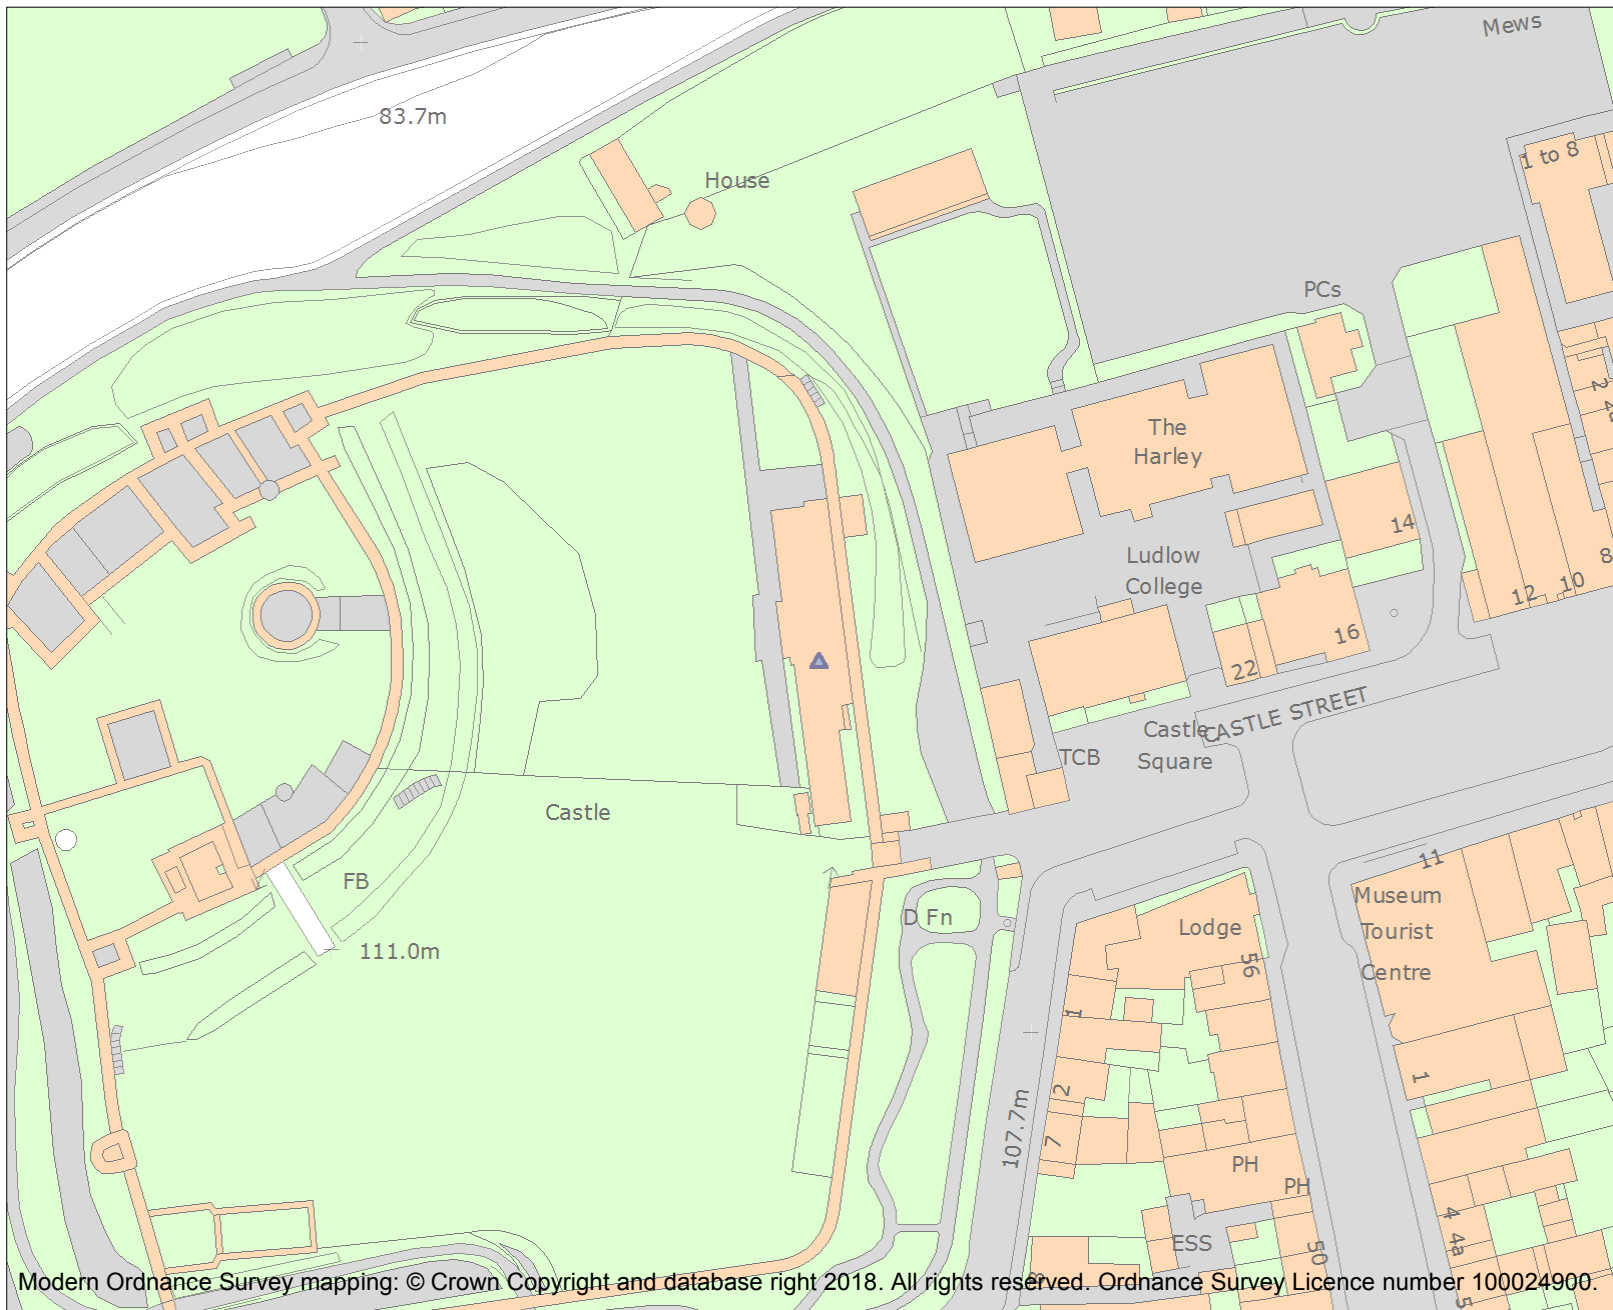 Mews
83.7m
1 to 8
House
PCs
2
The
Harley
14
Ludlow
College
8
10
12
16
22
CASTLE STREET
Castle
Square
TCB
Castle
11
FB
Museum
D Fn
Lodge
Tourist
111.0m
56
Centre
1
1
2
107.7m
7
PH
PH
4
ESS
4a
50
5
Modern Ordnance Survey mapping: © Crown Copyright and database right 2018. All rights reserved. Ordnance Survey Licence number 100024900.